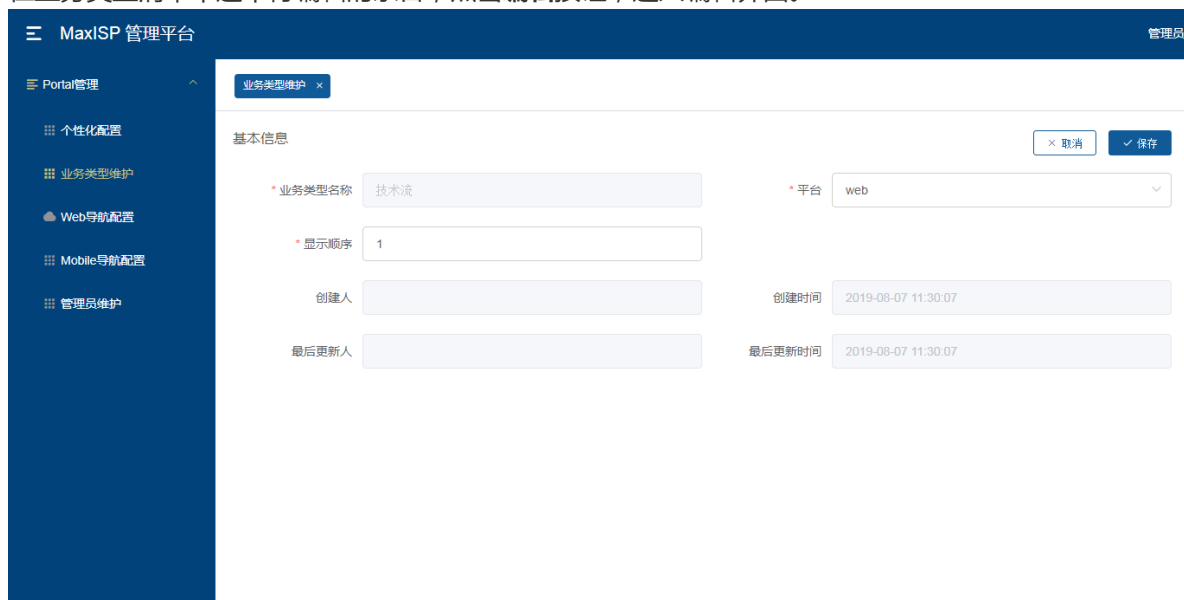 MaxISP 管理平台
管理员
Portal管理
业务类型维护 ×
个性化配置
业务类型维护
Web导航配置
Mobile导航配置
管理员维护
基本信息
× 取消
✓ 保存
* 业务类型名称 技术流
* 平台 web
* 显示顺序 1
创建人
创建时间 2019-08-07 11:30:07
最后更新人
最后更新时间 2019-08-07 11:30:07